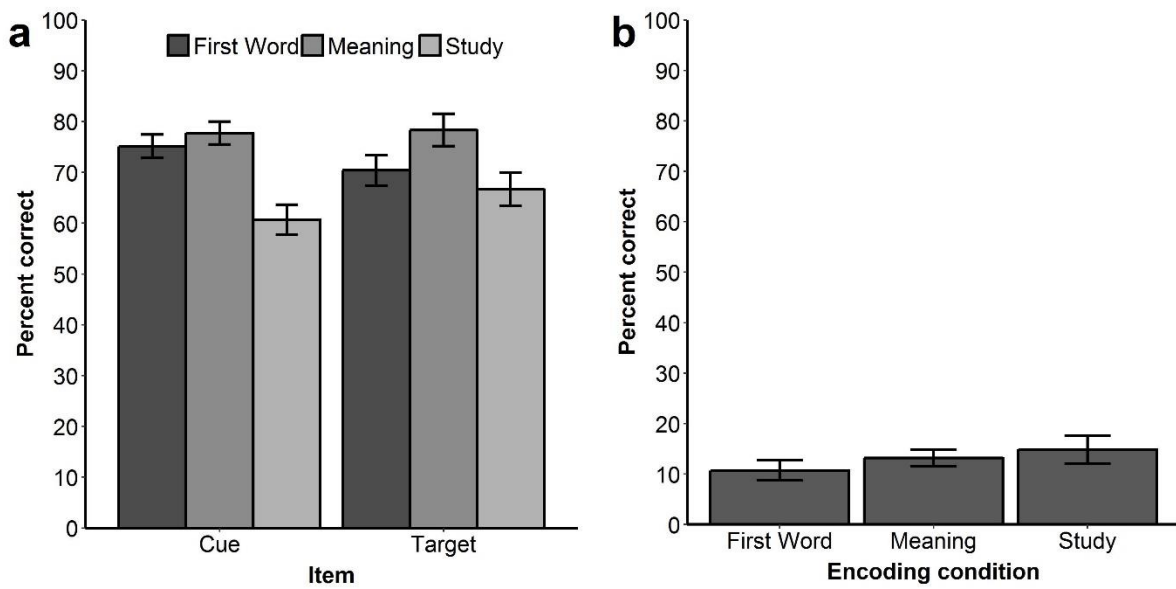 a
First Word Meaning Study
Percent correct
100
90
80
70
60
50
40
30
20
10
0
Cue Target
Item
b
Percent correct
100
90
80
70
60
50
40
30
20
10
0
First Word Meaning Study
Encoding condition